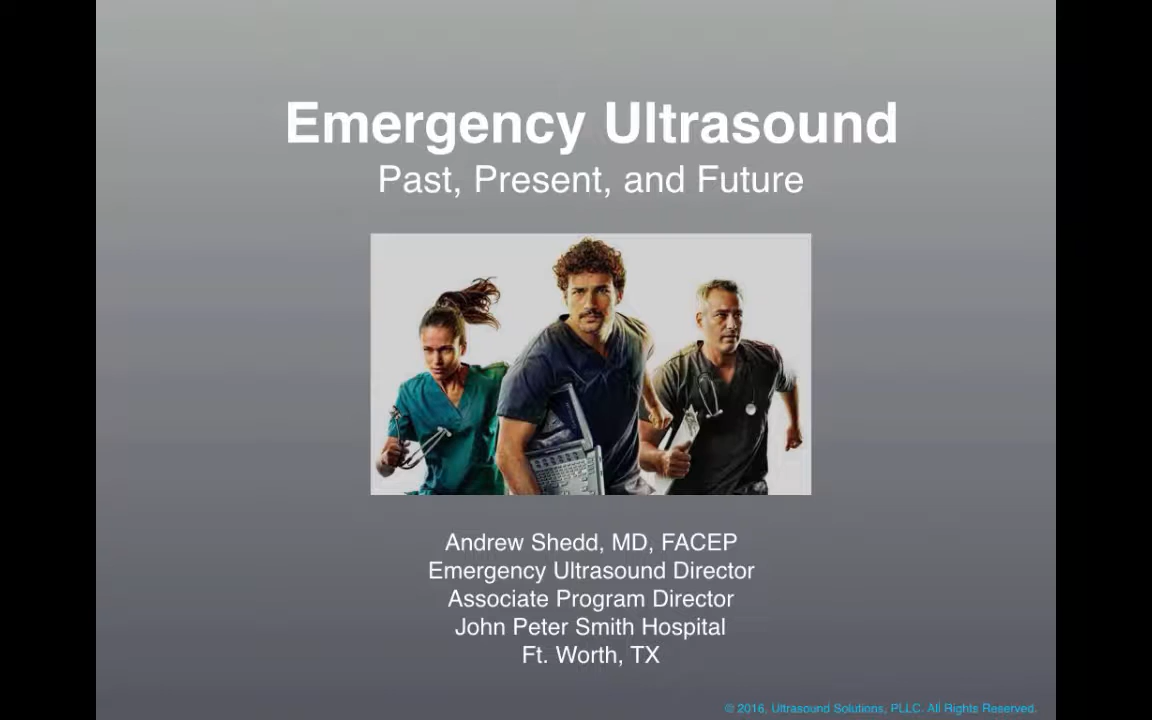 Emergency Ultrasound
Past, Present, and Future
Andrew Shedd, MD, FACEP
Emergency Ultrasound Director
Associate Program Director
John Peter Smith Hospital
Ft. Worth, TX
© 2016, Ultrasound Solutions, PLLC. All Rights Reserved.